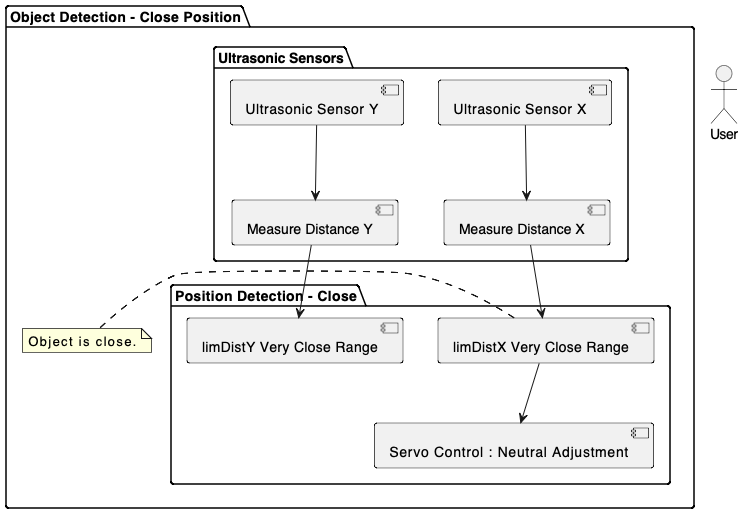 Object Detection - Close Position
Ultrasonic Sensors
Ultrasonic Sensor Y
Ultrasonic Sensor X
User
Measure Distance Y
Measure Distance X
Position Detection - Close
Object is close.
limDistY Very Close Range
limDistX Very Close Range
Servo Control : Neutral Adjustment